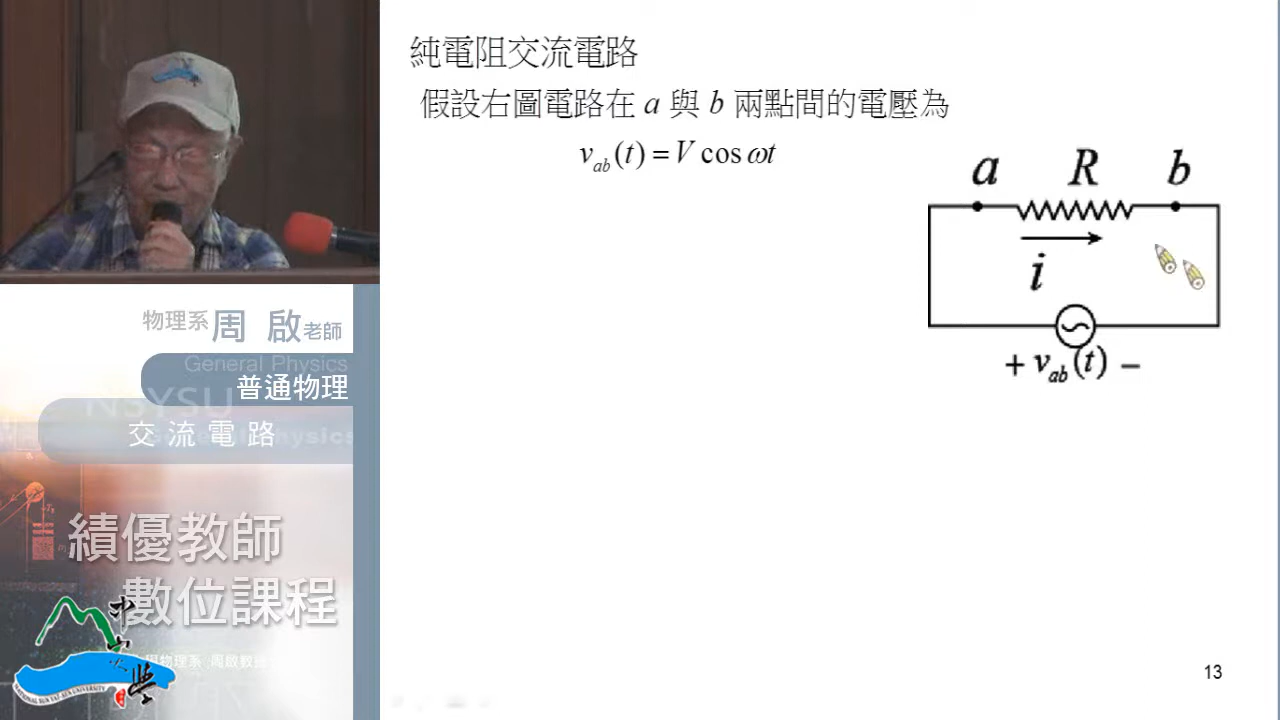 純電阻交流電路
假設右圖電路在 a 與 b 兩點間的電壓為
v_ab(t) = V cos ωt
a R b
i
+ v_ab(t) −
物理系周 啟老師
General Physics
普通物理
NSYSU
交流電路
績優教師
數位課程
13